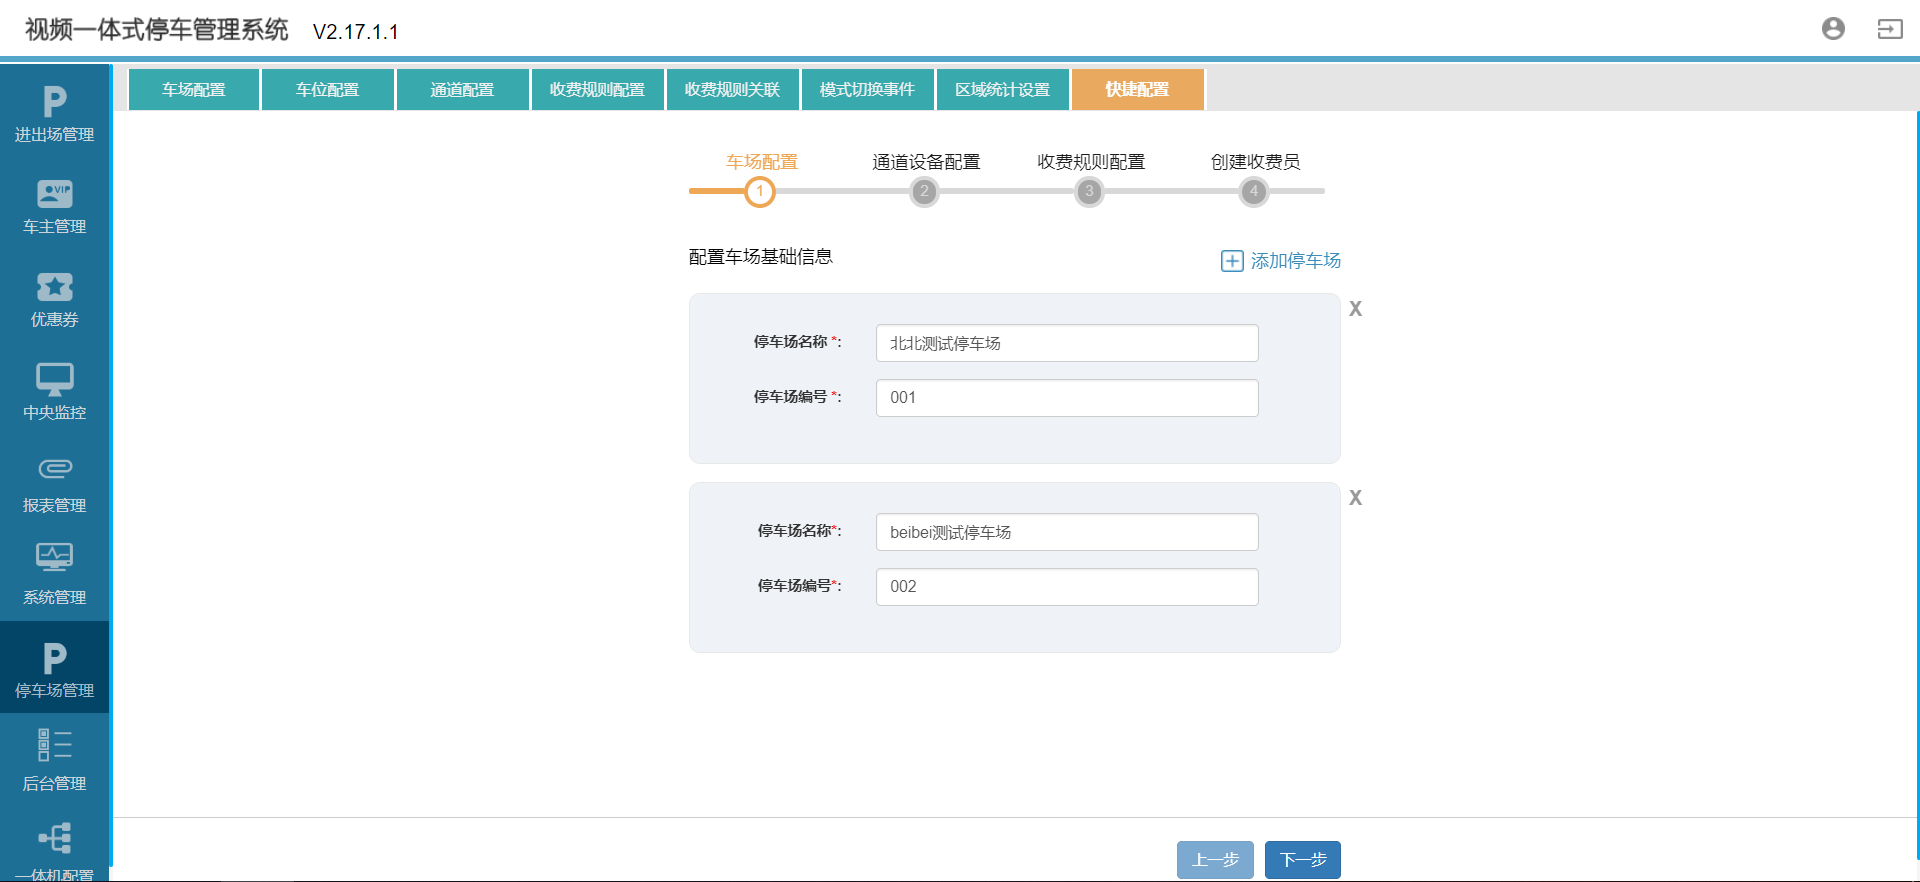 视频一体式停车管理系统 V2.17.1.1
车场配置 车位配置 通道配置 收费规则配置 收费规则关联 模式切换事件 区域统计设置 快捷配置
P
进出场管理
VIP
车主管理
优惠券
中央监控
报表管理
系统管理
P
停车场管理
后台管理
一体机配置
车场配置 通道设备配置 收费规则配置 创建收费员
1 2 3 4
配置车场基础信息 添加停车场
X
停车场名称 *: 北北测试停车场
停车场编号 *: 001
X
停车场名称*: beibei测试停车场
停车场编号*: 002
上一步 下一步